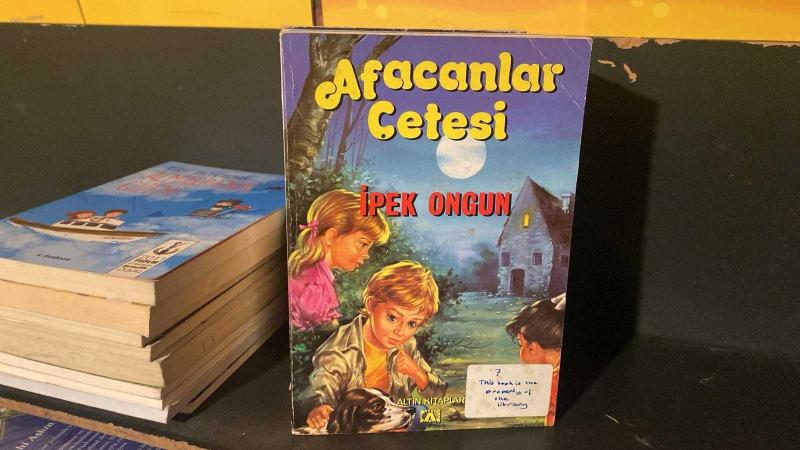 Afacanlar
Çetesi
İPEK ONGUN
ALTIN KİTAPLAR
7
This book is the
property of
the
library